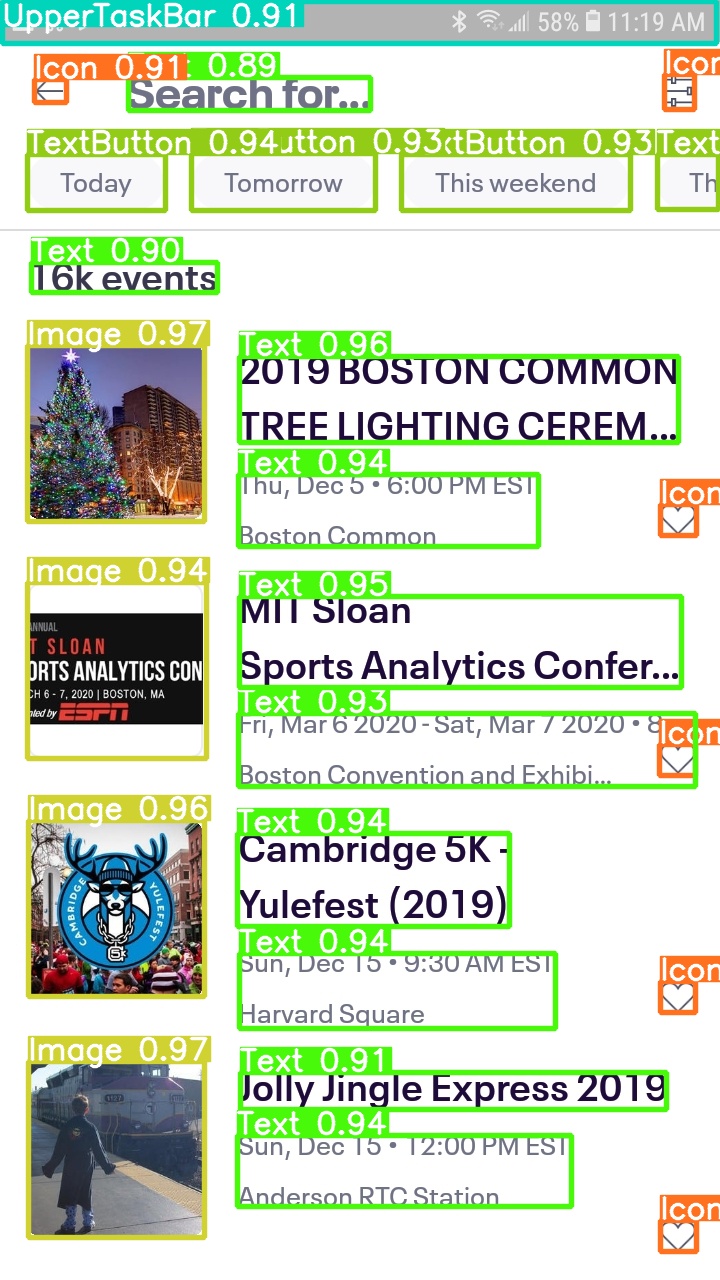 UpperTaskBar 0.91
58% 11:19 AM
Icon 0.91 0.89 Icon
Search for...
TextButton 0.94 utton 0.93 xtButton 0.93 Text
Today Tomorrow This weekend Th
Text 0.90
16k events
Image 0.97
Text 0.96
2019 BOSTON COMMON
TREE LIGHTING CEREM...
Text 0.94
Thu, Dec 5 • 6:00 PM EST
Icon
Boston Common
Image 0.94
ANNUAL
T SLOAN
ORTS ANALYTICS CON
CH 6 - 7, 2020 | BOSTON, MA
nted by ESPN
Text 0.95
MIT Sloan
Sports Analytics Confer...
Text 0.93
Fri, Mar 6 2020 - Sat, Mar 7 2020 • 8
Icon
Boston Convention and Exhibi...
Image 0.96
CAMBRIDGE YULEFEST
5K
Text 0.94
Cambridge 5K -
Yulefest (2019)
Text 0.94
Sun, Dec 15 • 9:30 AM EST
Icon
Harvard Square
Image 0.97
Text 0.91
Jolly Jingle Express 2019
Text 0.94
Sun, Dec 15 • 12:00 PM EST
Anderson RTC Station
Icon